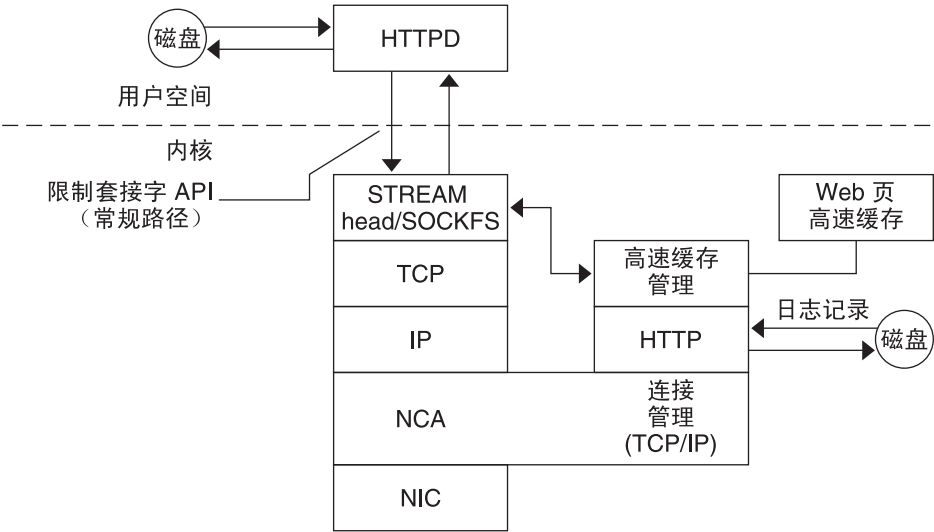 磁盘
HTTPD
用户空间
内核
限制套接字 API
（常规路径）
STREAM
head/SOCKFS
Web 页
高速缓存
TCP
高速缓存
管理
日志记录
IP
HTTP
磁盘
NCA
连接
管理
(TCP/IP)
NIC